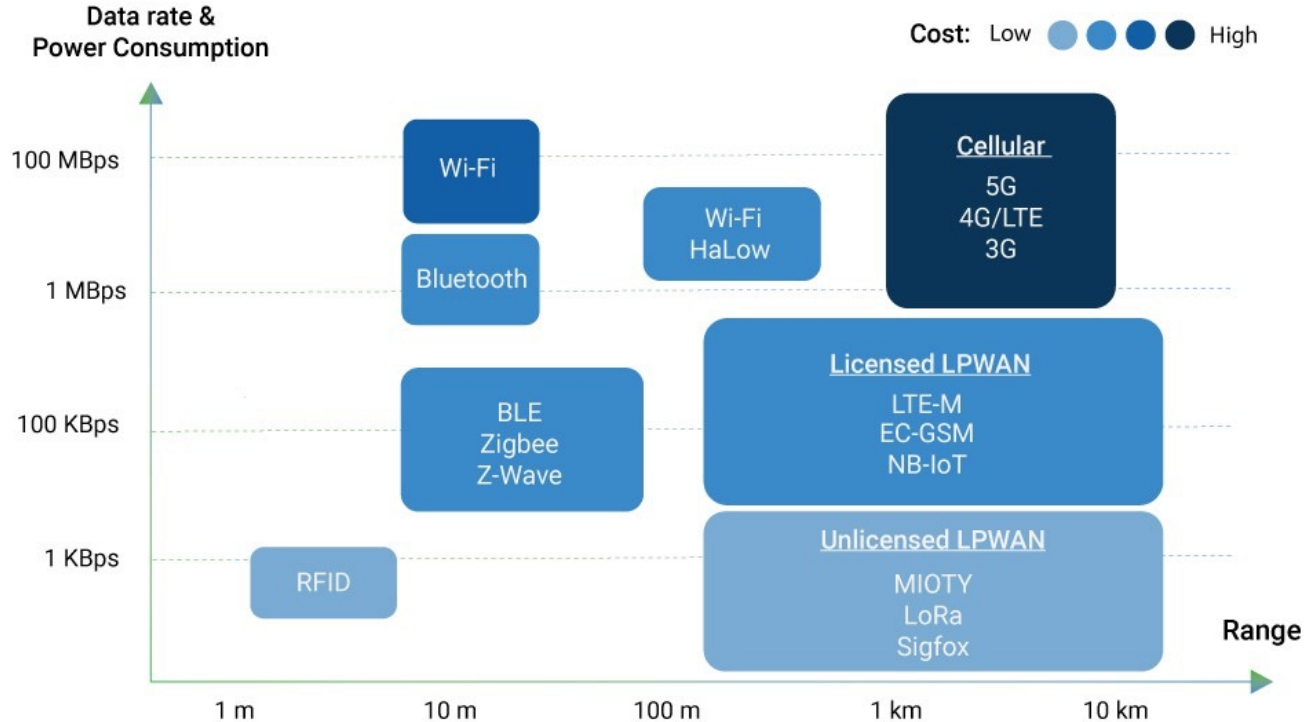 Data rate &
Power Consumption
Cost: Low High
100 MBps
1 MBps
100 KBps
1 KBps
Wi-Fi
Bluetooth
Wi-Fi
HaLow
Cellular
5G
4G/LTE
3G
BLE
Zigbee
Z-Wave
Licensed LPWAN
LTE-M
EC-GSM
NB-IoT
RFID
Unlicensed LPWAN
MIOTY
LoRa
Sigfox
Range
1 m
10 m
100 m
1 km
10 km